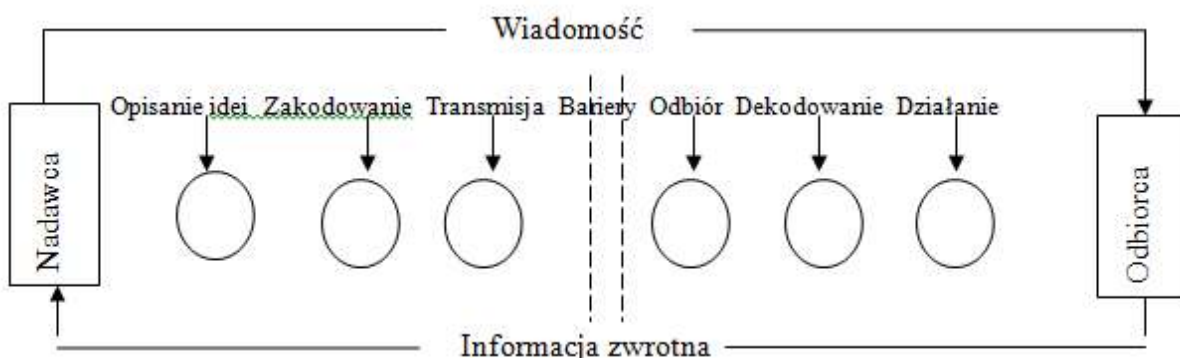 Wiadomość
Opisanie idei Zakodowanie Transmisja Bariery Odbiór Dekodowanie Działanie
Nadawca
Odbiorca
Informacja zwrotna